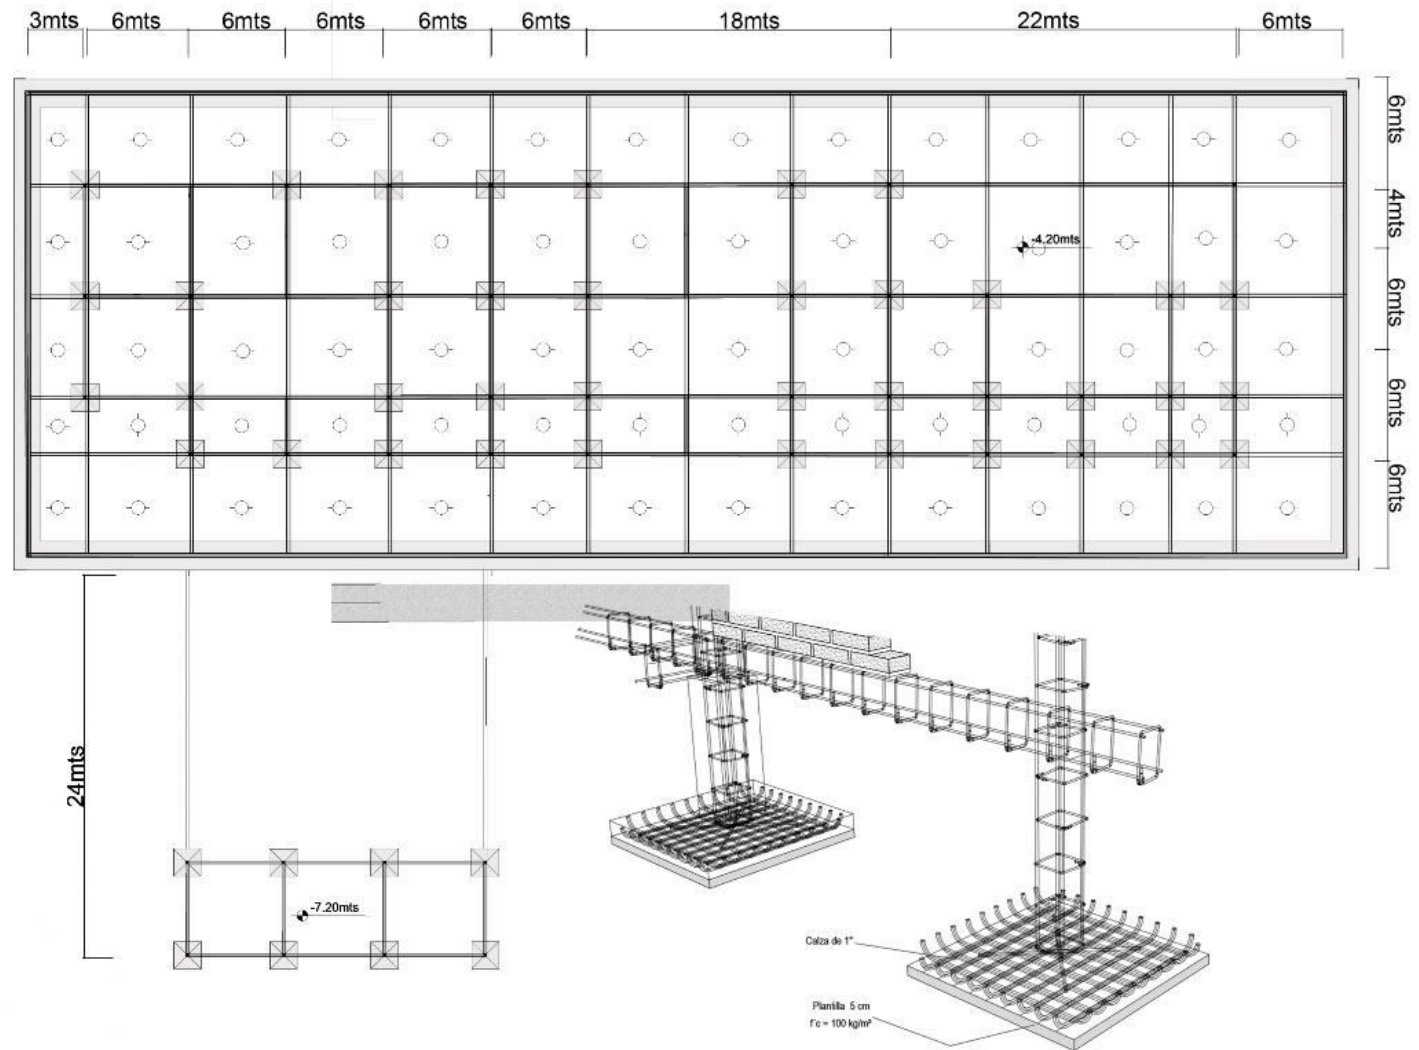 3mts 6mts 6mts 6mts 6mts 6mts 18mts 22mts 6mts
6mts
4mts
-4.20mts
6mts
6mts
6mts
24mts
-7.20mts
Calza de 1"
Plantilla 5 cm
f'c = 100 kg/m²